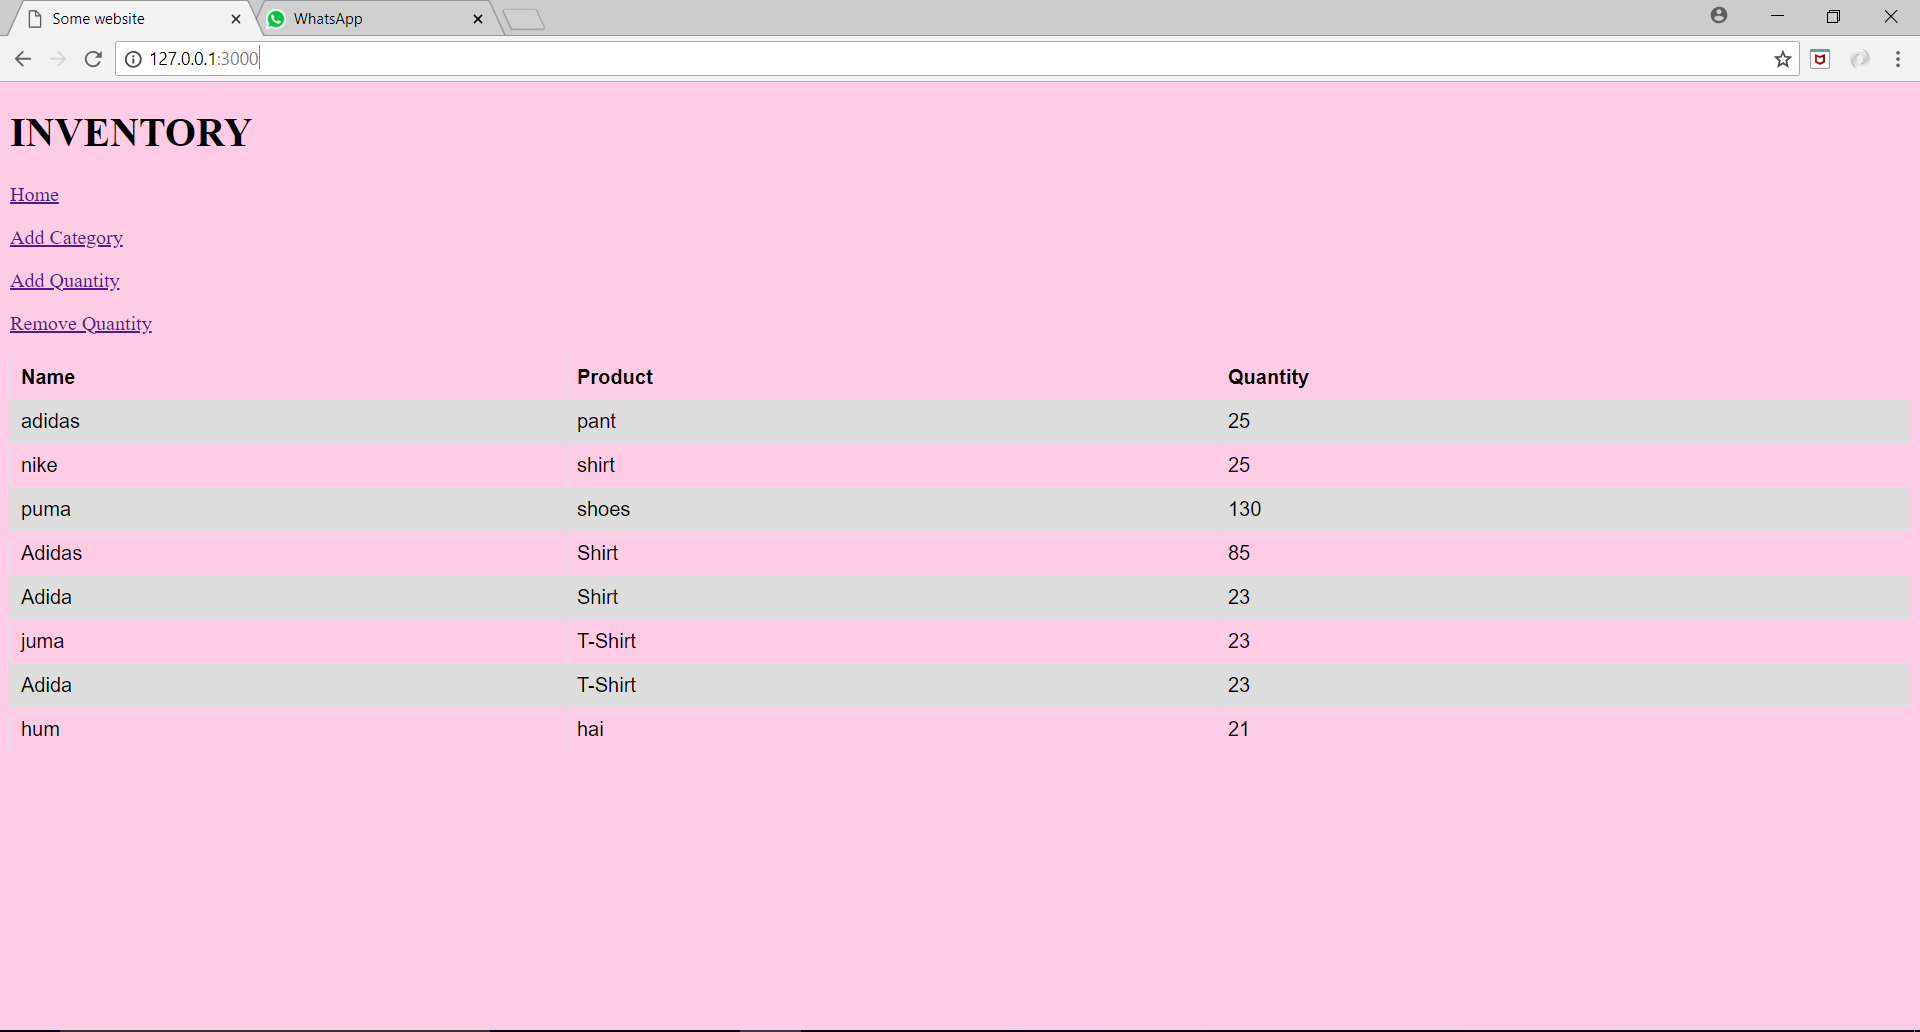 Some website WhatsApp
127.0.0.1:3000
INVENTORY
Home
Add Category
Add Quantity
Remove Quantity
Name Product Quantity
adidas pant 25
nike shirt 25
puma shoes 130
Adidas Shirt 85
Adida Shirt 23
juma T-Shirt 23
Adida T-Shirt 23
hum hai 21